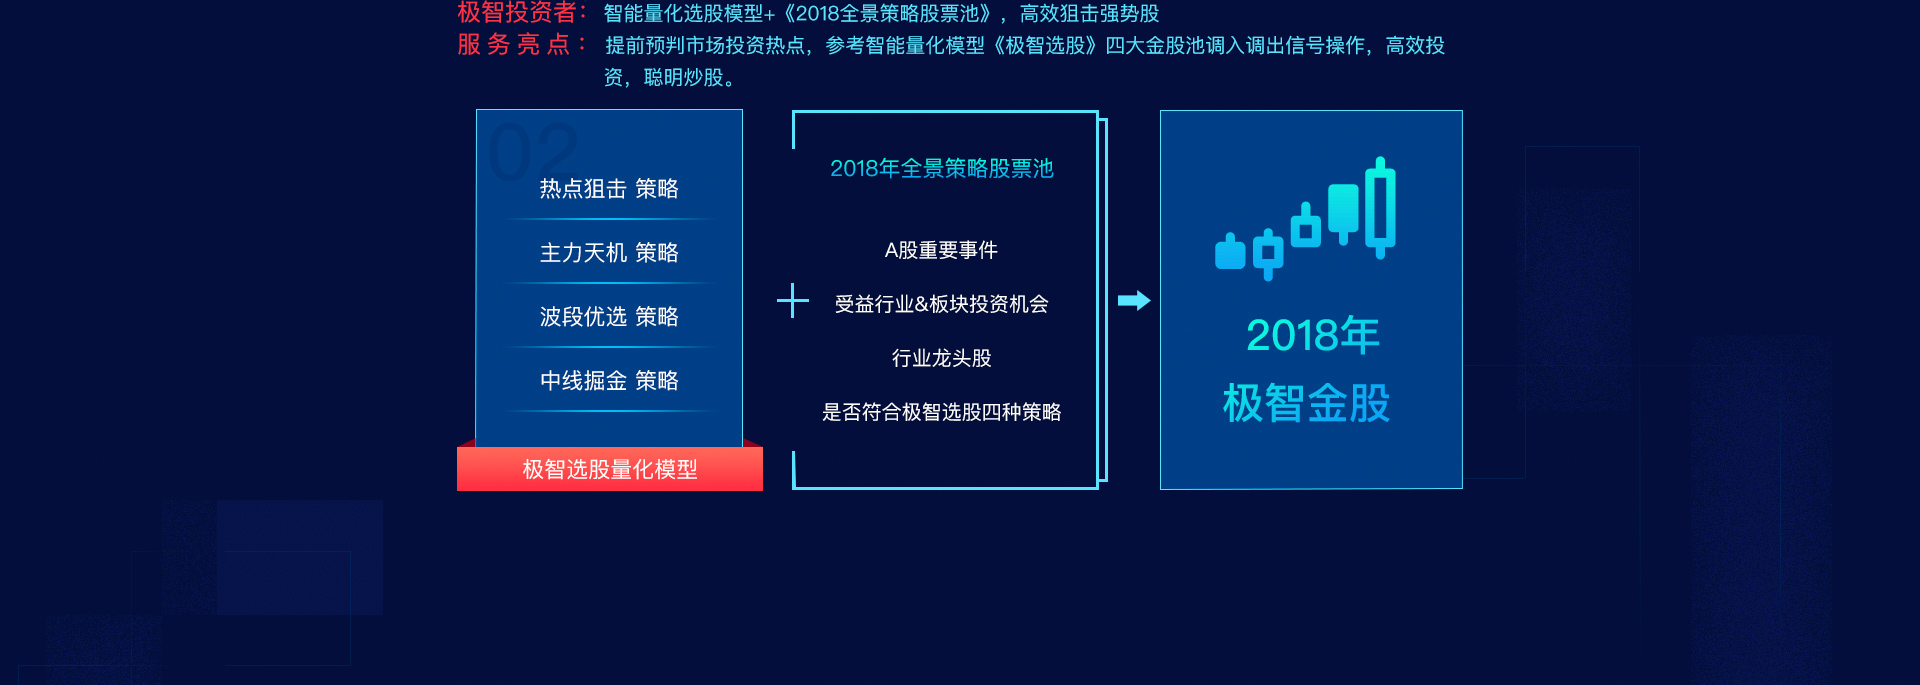 极智投资者：智能量化选股模型+《2018全景策略股票池》，高效狙击强势股
服务亮点：提前预判市场投资热点，参考智能量化模型《极智选股》四大金股池调入调出信号操作，高效投
资，聪明炒股。
02
热点狙击 策略
主力天机 策略
波段优选 策略
中线掘金 策略
极智选股量化模型
2018年全景策略股票池
A股重要事件
受益行业&板块投资机会
行业龙头股
是否符合极智选股四种策略
2018年
极智金股